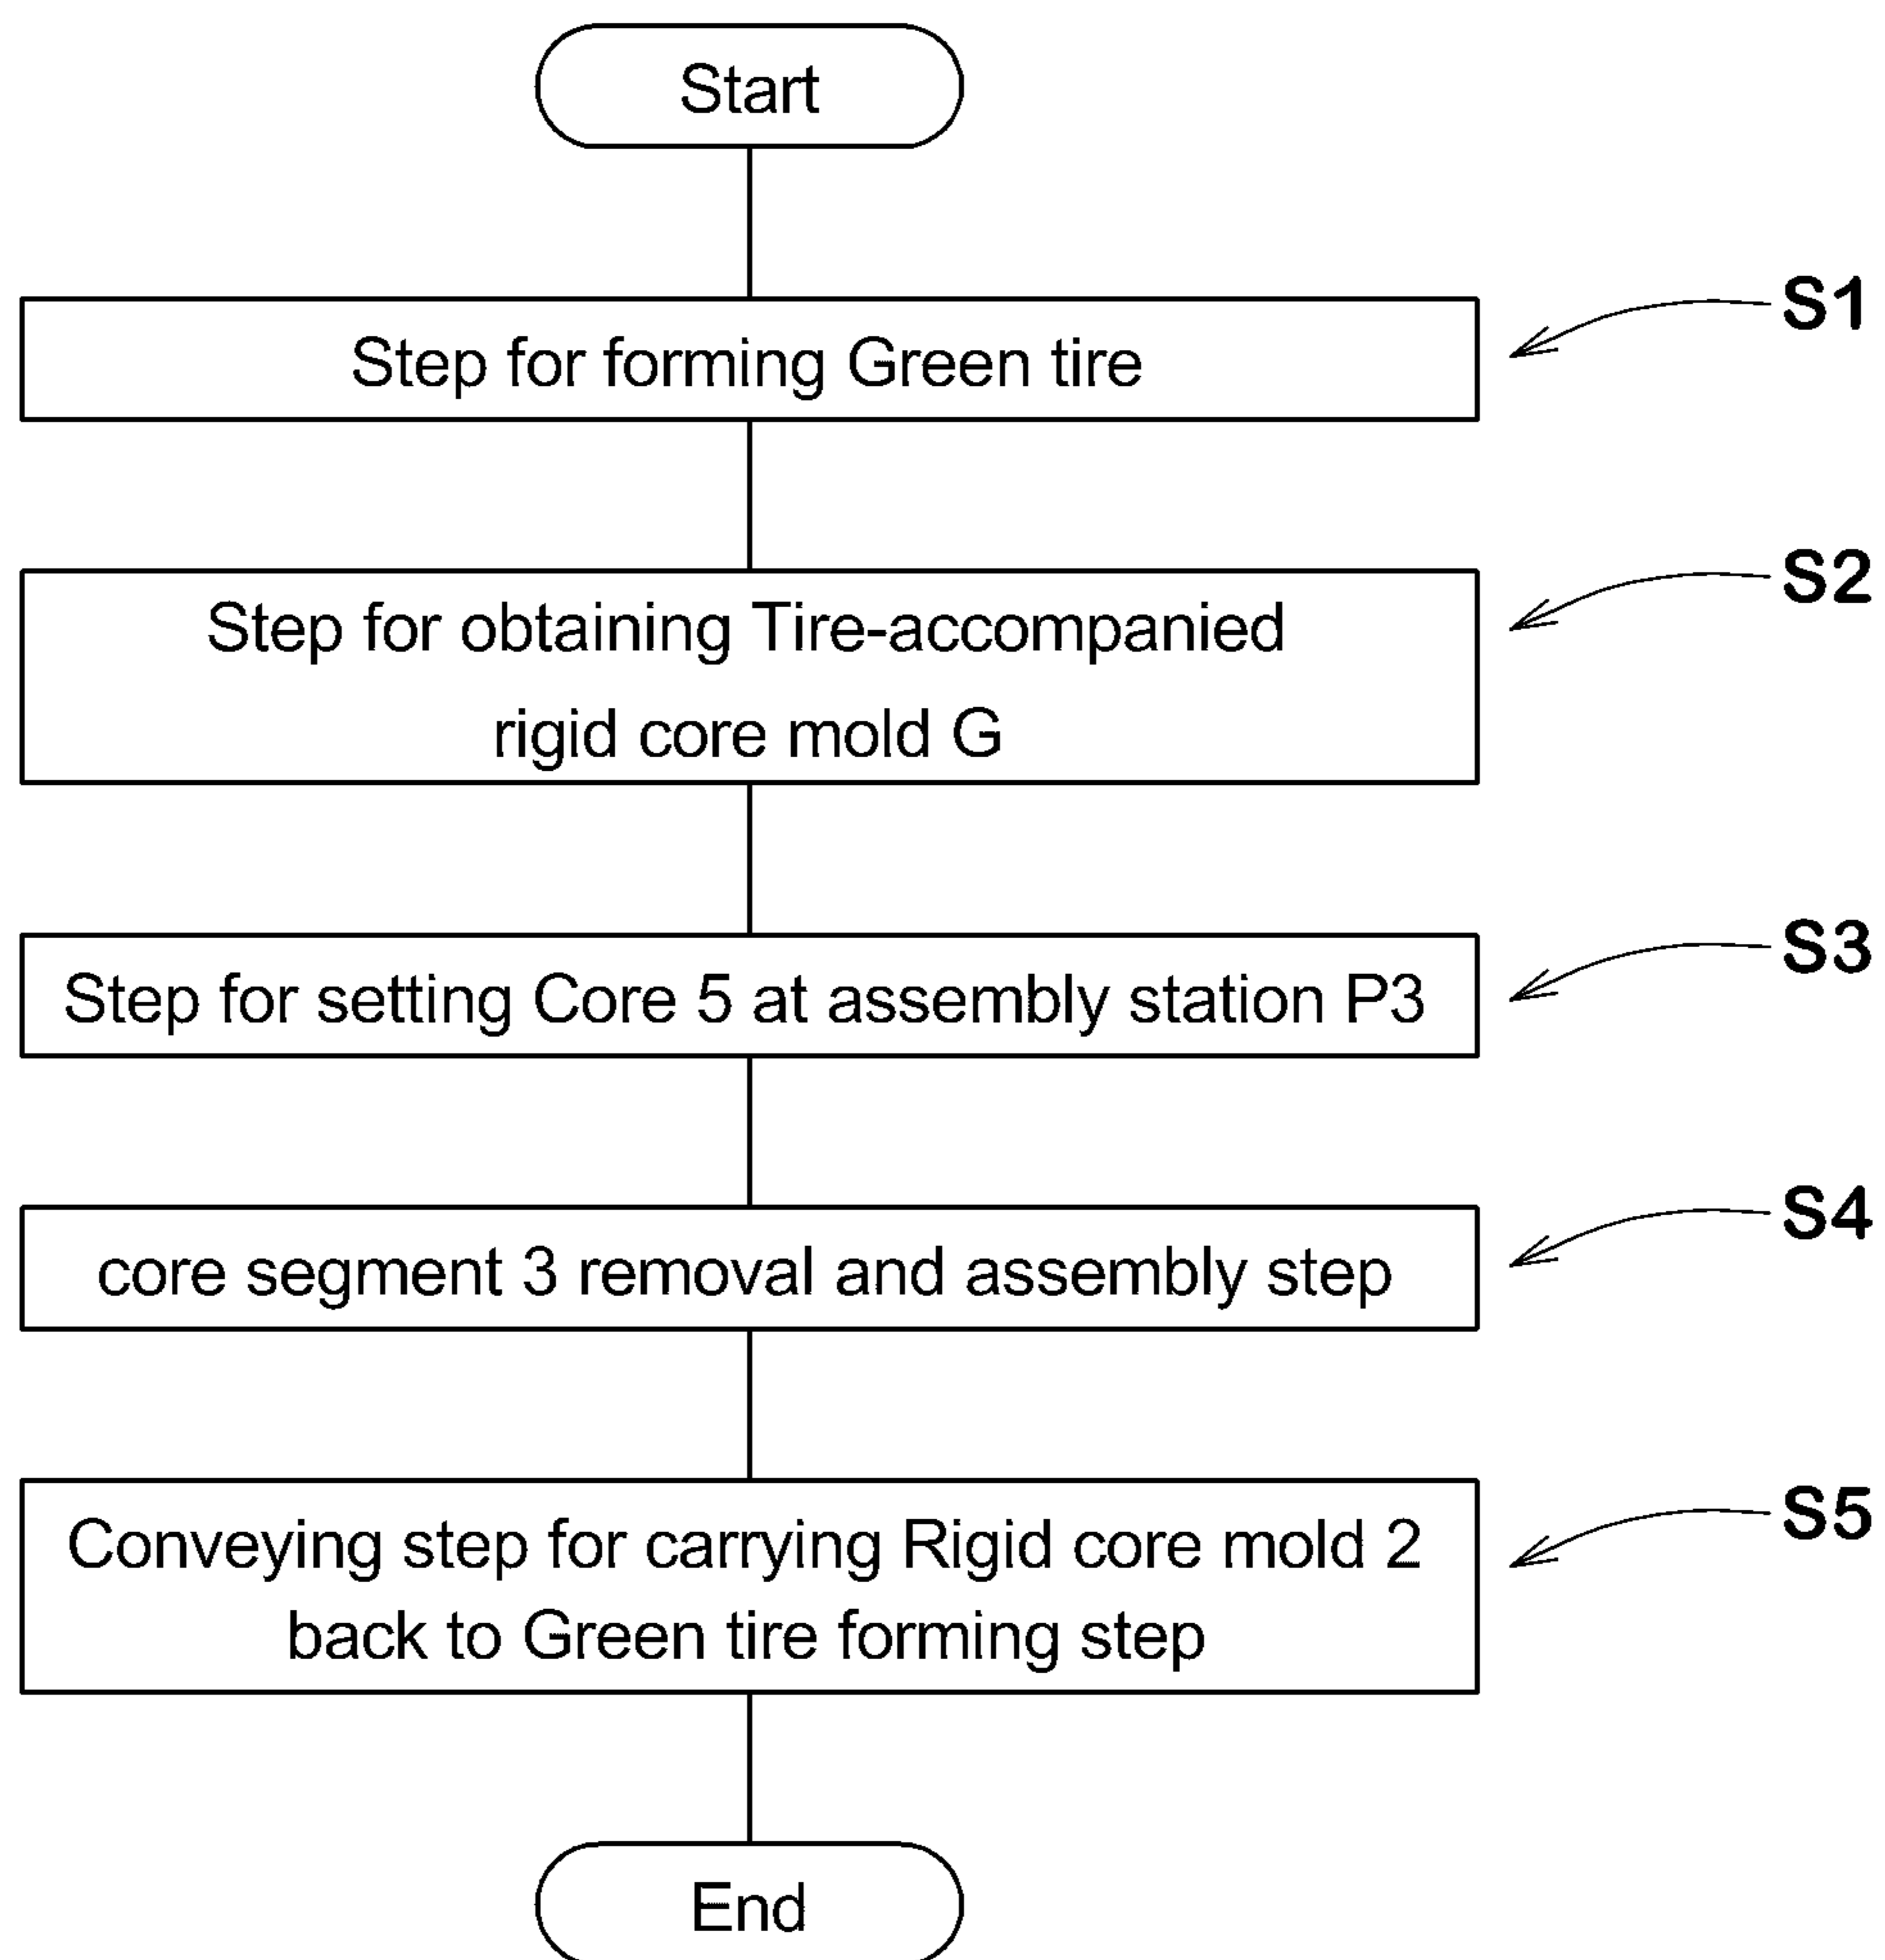 Start
Step for forming Green tire
S1
Step for obtaining Tire-accompanied
rigid core mold G
S2
Step for setting Core 5 at assembly station P3
S3
core segment 3 removal and assembly step
S4
Conveying step for carrying Rigid core mold 2
back to Green tire forming step
S5
End